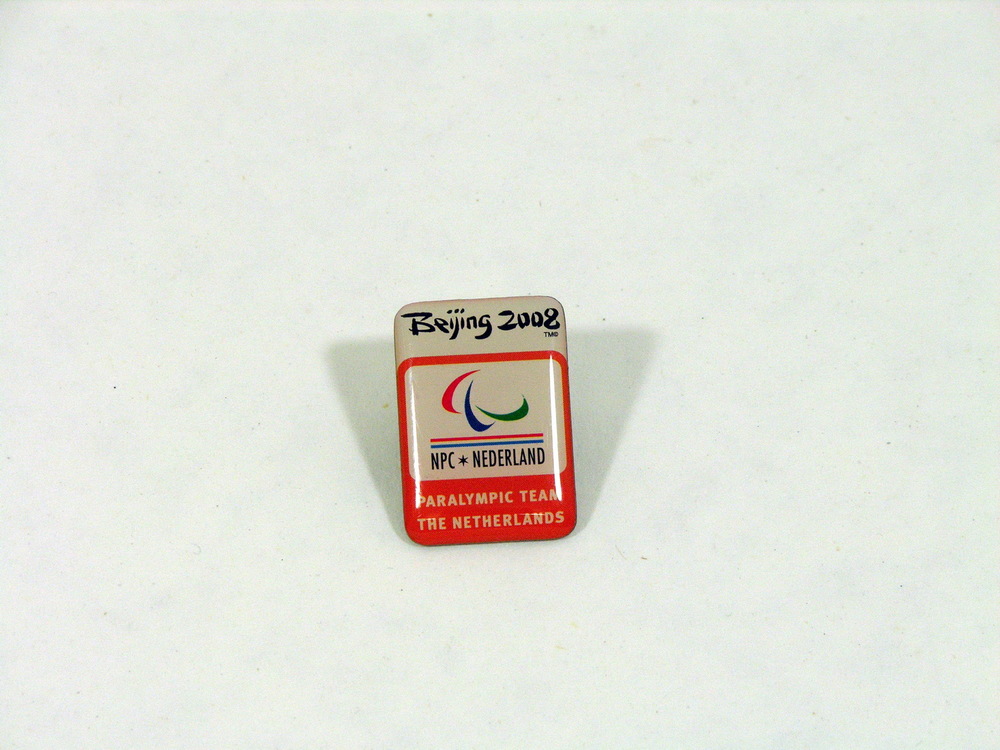 Beijing 2008
TM©
NPC * NEDERLAND
PARALYMPIC TEAM
THE NETHERLANDS